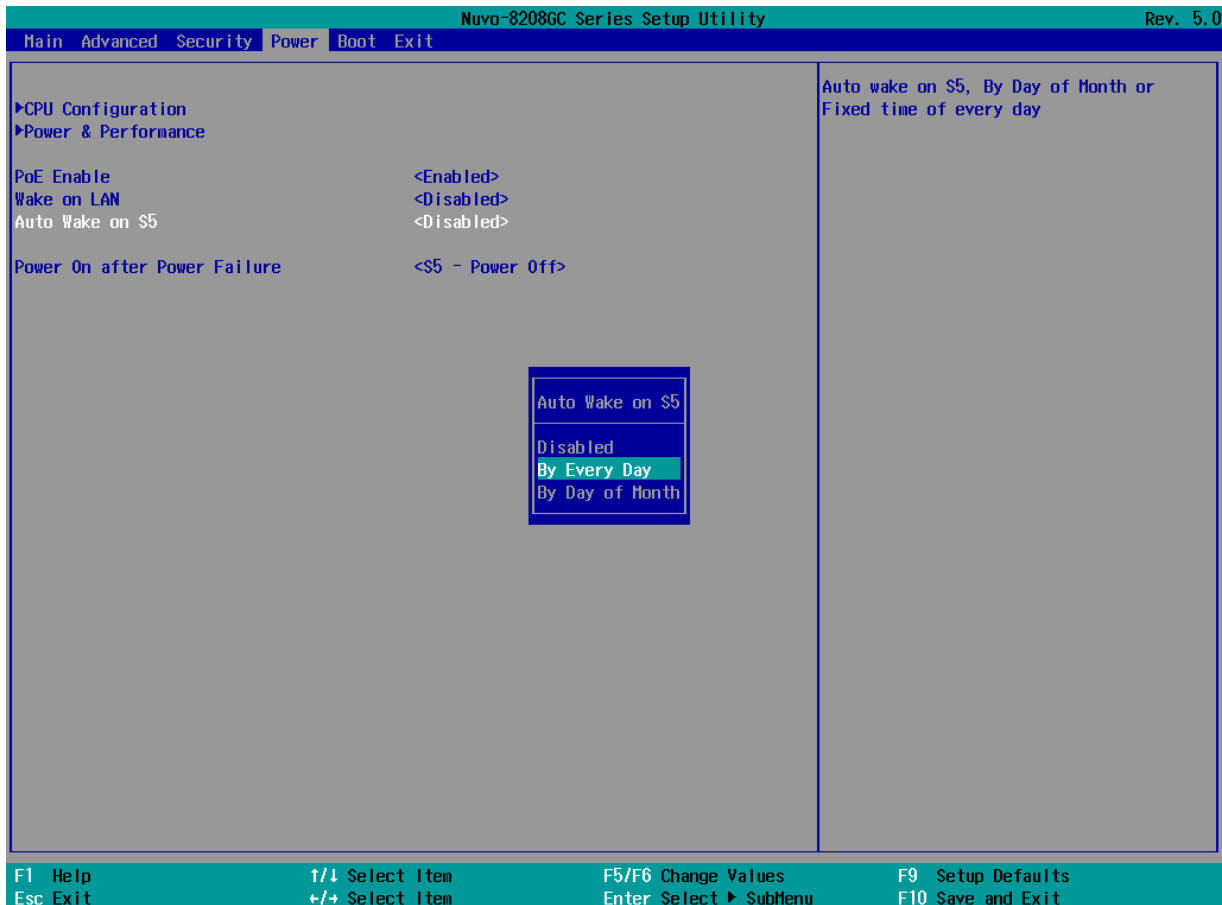 Nuvo-8208GC Series Setup Utility Rev. 5.0
Main Advanced Security Power Boot Exit
Auto wake on S5, By Day of Month or
Fixed time of every day
▶CPU Configuration
▶Power & Performance
PoE Enable <Enabled>
Wake on LAN <Disabled>
Auto Wake on S5 <Disabled>
Power On after Power Failure <S5 - Power Off>
Auto Wake on S5
Disabled
By Every Day
By Day of Month
F1 Help ↑/↓ Select Item F5/F6 Change Values F9 Setup Defaults
Esc Exit ←/→ Select Item Enter Select ▶ SubMenu F10 Save and Exit